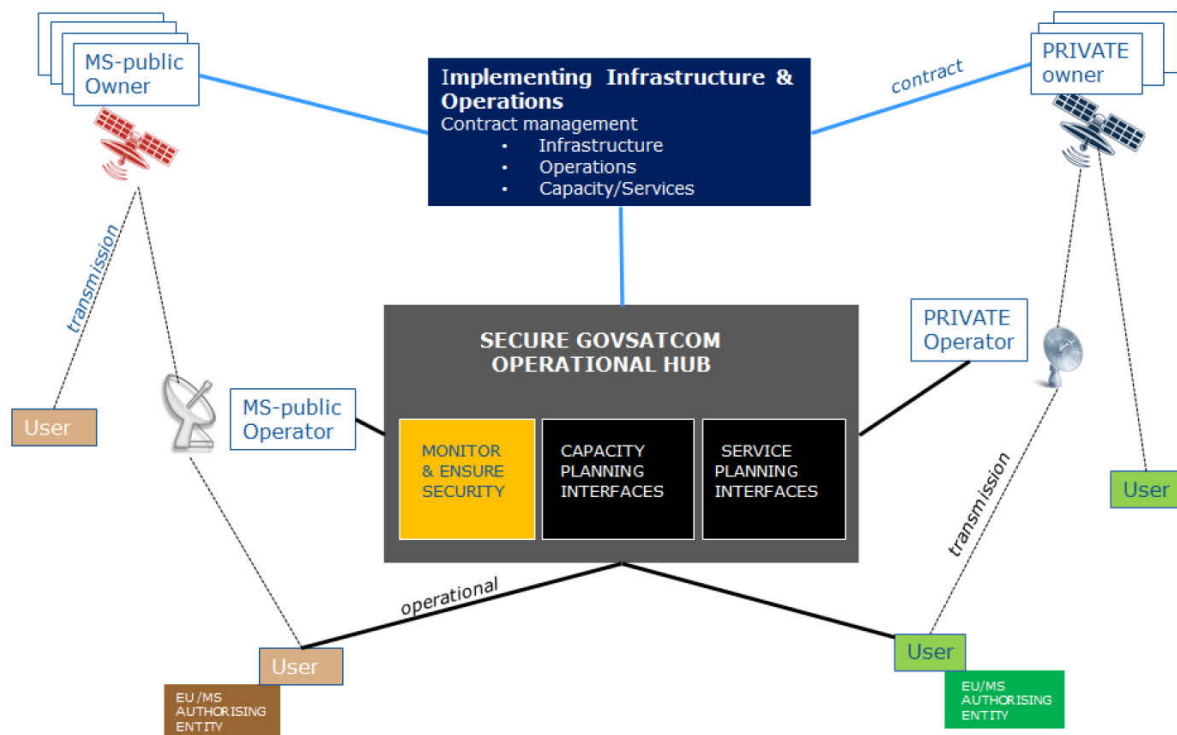 MS-public
Owner
Implementing Infrastructure &
Operations
Contract management
• Infrastructure
• Operations
• Capacity/Services
contract
PRIVATE
owner
transmission
SECURE GOVSATCOM
OPERATIONAL HUB
PRIVATE
Operator
User
MS-public
Operator
MONITOR
& ENSURE
SECURITY
CAPACITY
PLANNING
INTERFACES
SERVICE
PLANNING
INTERFACES
User
transmission
operational
User
EU/MS
AUTHORISING
ENTITY
User
EU/MS
AUTHORISING
ENTITY